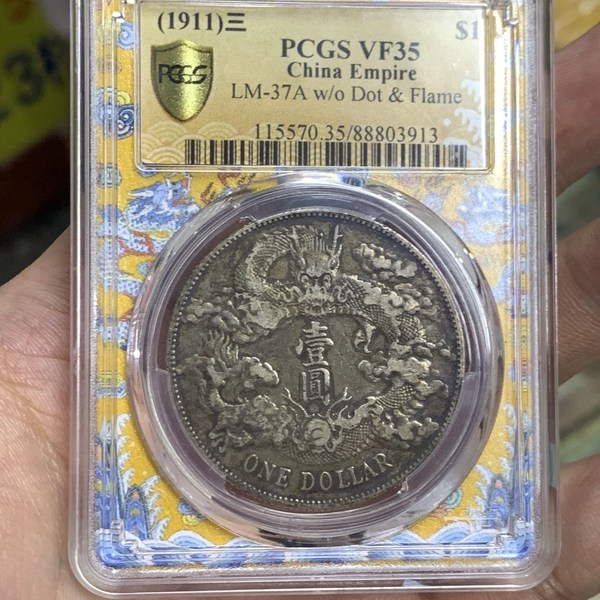 (1911)三 $1
PCGS VF35
PCGS
China Empire
LM-37A w/o Dot & Flame
115570.35/88803913
壹
圓
ONE DOLLAR